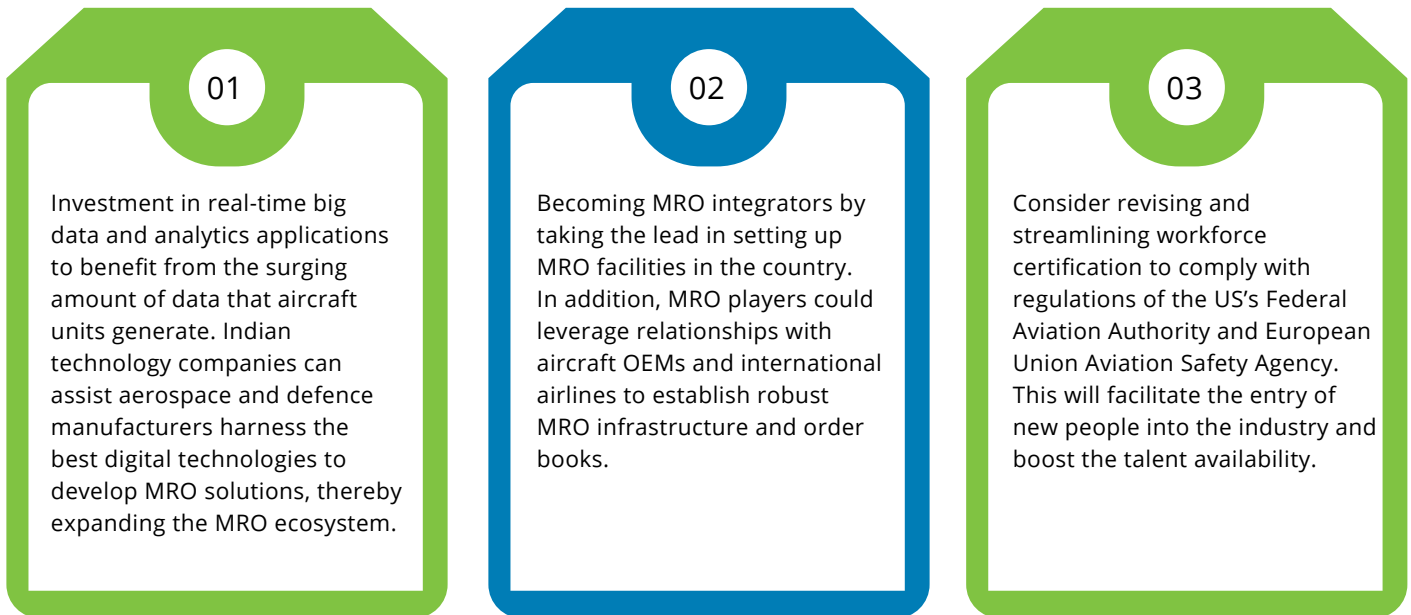 01
Investment in real-time big
data and analytics applications
to benefit from the surging
amount of data that aircraft
units generate. Indian
technology companies can
assist aerospace and defence
manufacturers harness the
best digital technologies to
develop MRO solutions, thereby
expanding the MRO ecosystem.
02
Becoming MRO integrators by
taking the lead in setting up
MRO facilities in the country.
In addition, MRO players could
leverage relationships with
aircraft OEMs and international
airlines to establish robust
MRO infrastructure and order
books.
03
Consider revising and
streamlining workforce
certification to comply with
regulations of the US’s Federal
Aviation Authority and European
Union Aviation Safety Agency.
This will facilitate the entry of
new people into the industry and
boost the talent availability.